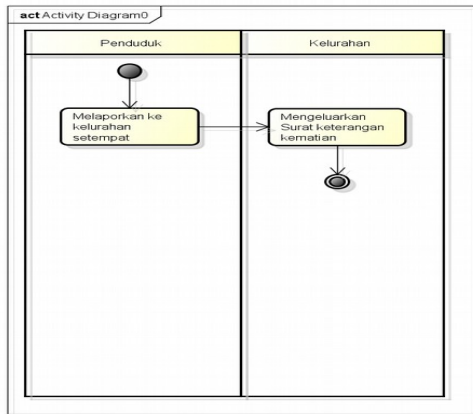 act Activity Diagram0
Penduduk
Kelurahan
Melaporkan ke
kelurahan
setempat
Mengeluarkan
Surat keterangan
kematian